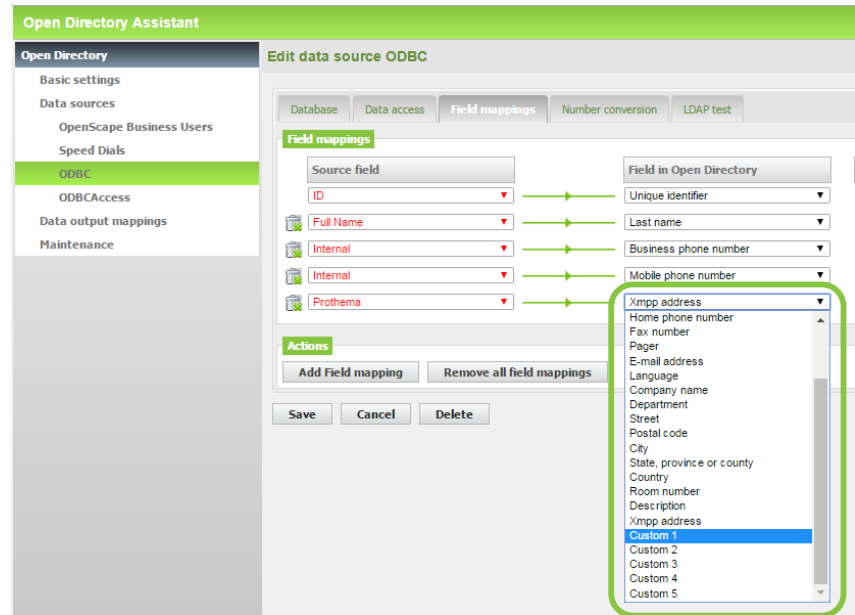 Open Directory Assistant
Open Directory
Basic settings
Data sources
OpenScape Business Users
Speed Dials
ODBC
ODBCAccess
Data output mappings
Maintenance
Edit data source ODBC
Database Data access Field mappings Number conversion LDAP test
Field mappings
Source field Field in Open Directory
ID Unique identifier
Full Name Last name
Internal Business phone number
Internal Mobile phone number
Prothema Xmpp address
Home phone number
Fax number
Pager
E-mail address
Language
Company name
Department
Street
Postal code
City
State, province or county
Country
Room number
Description
Xmpp address
Custom 1
Custom 2
Custom 3
Custom 4
Custom 5
Actions
Add Field mapping Remove all field mappings
Save Cancel Delete